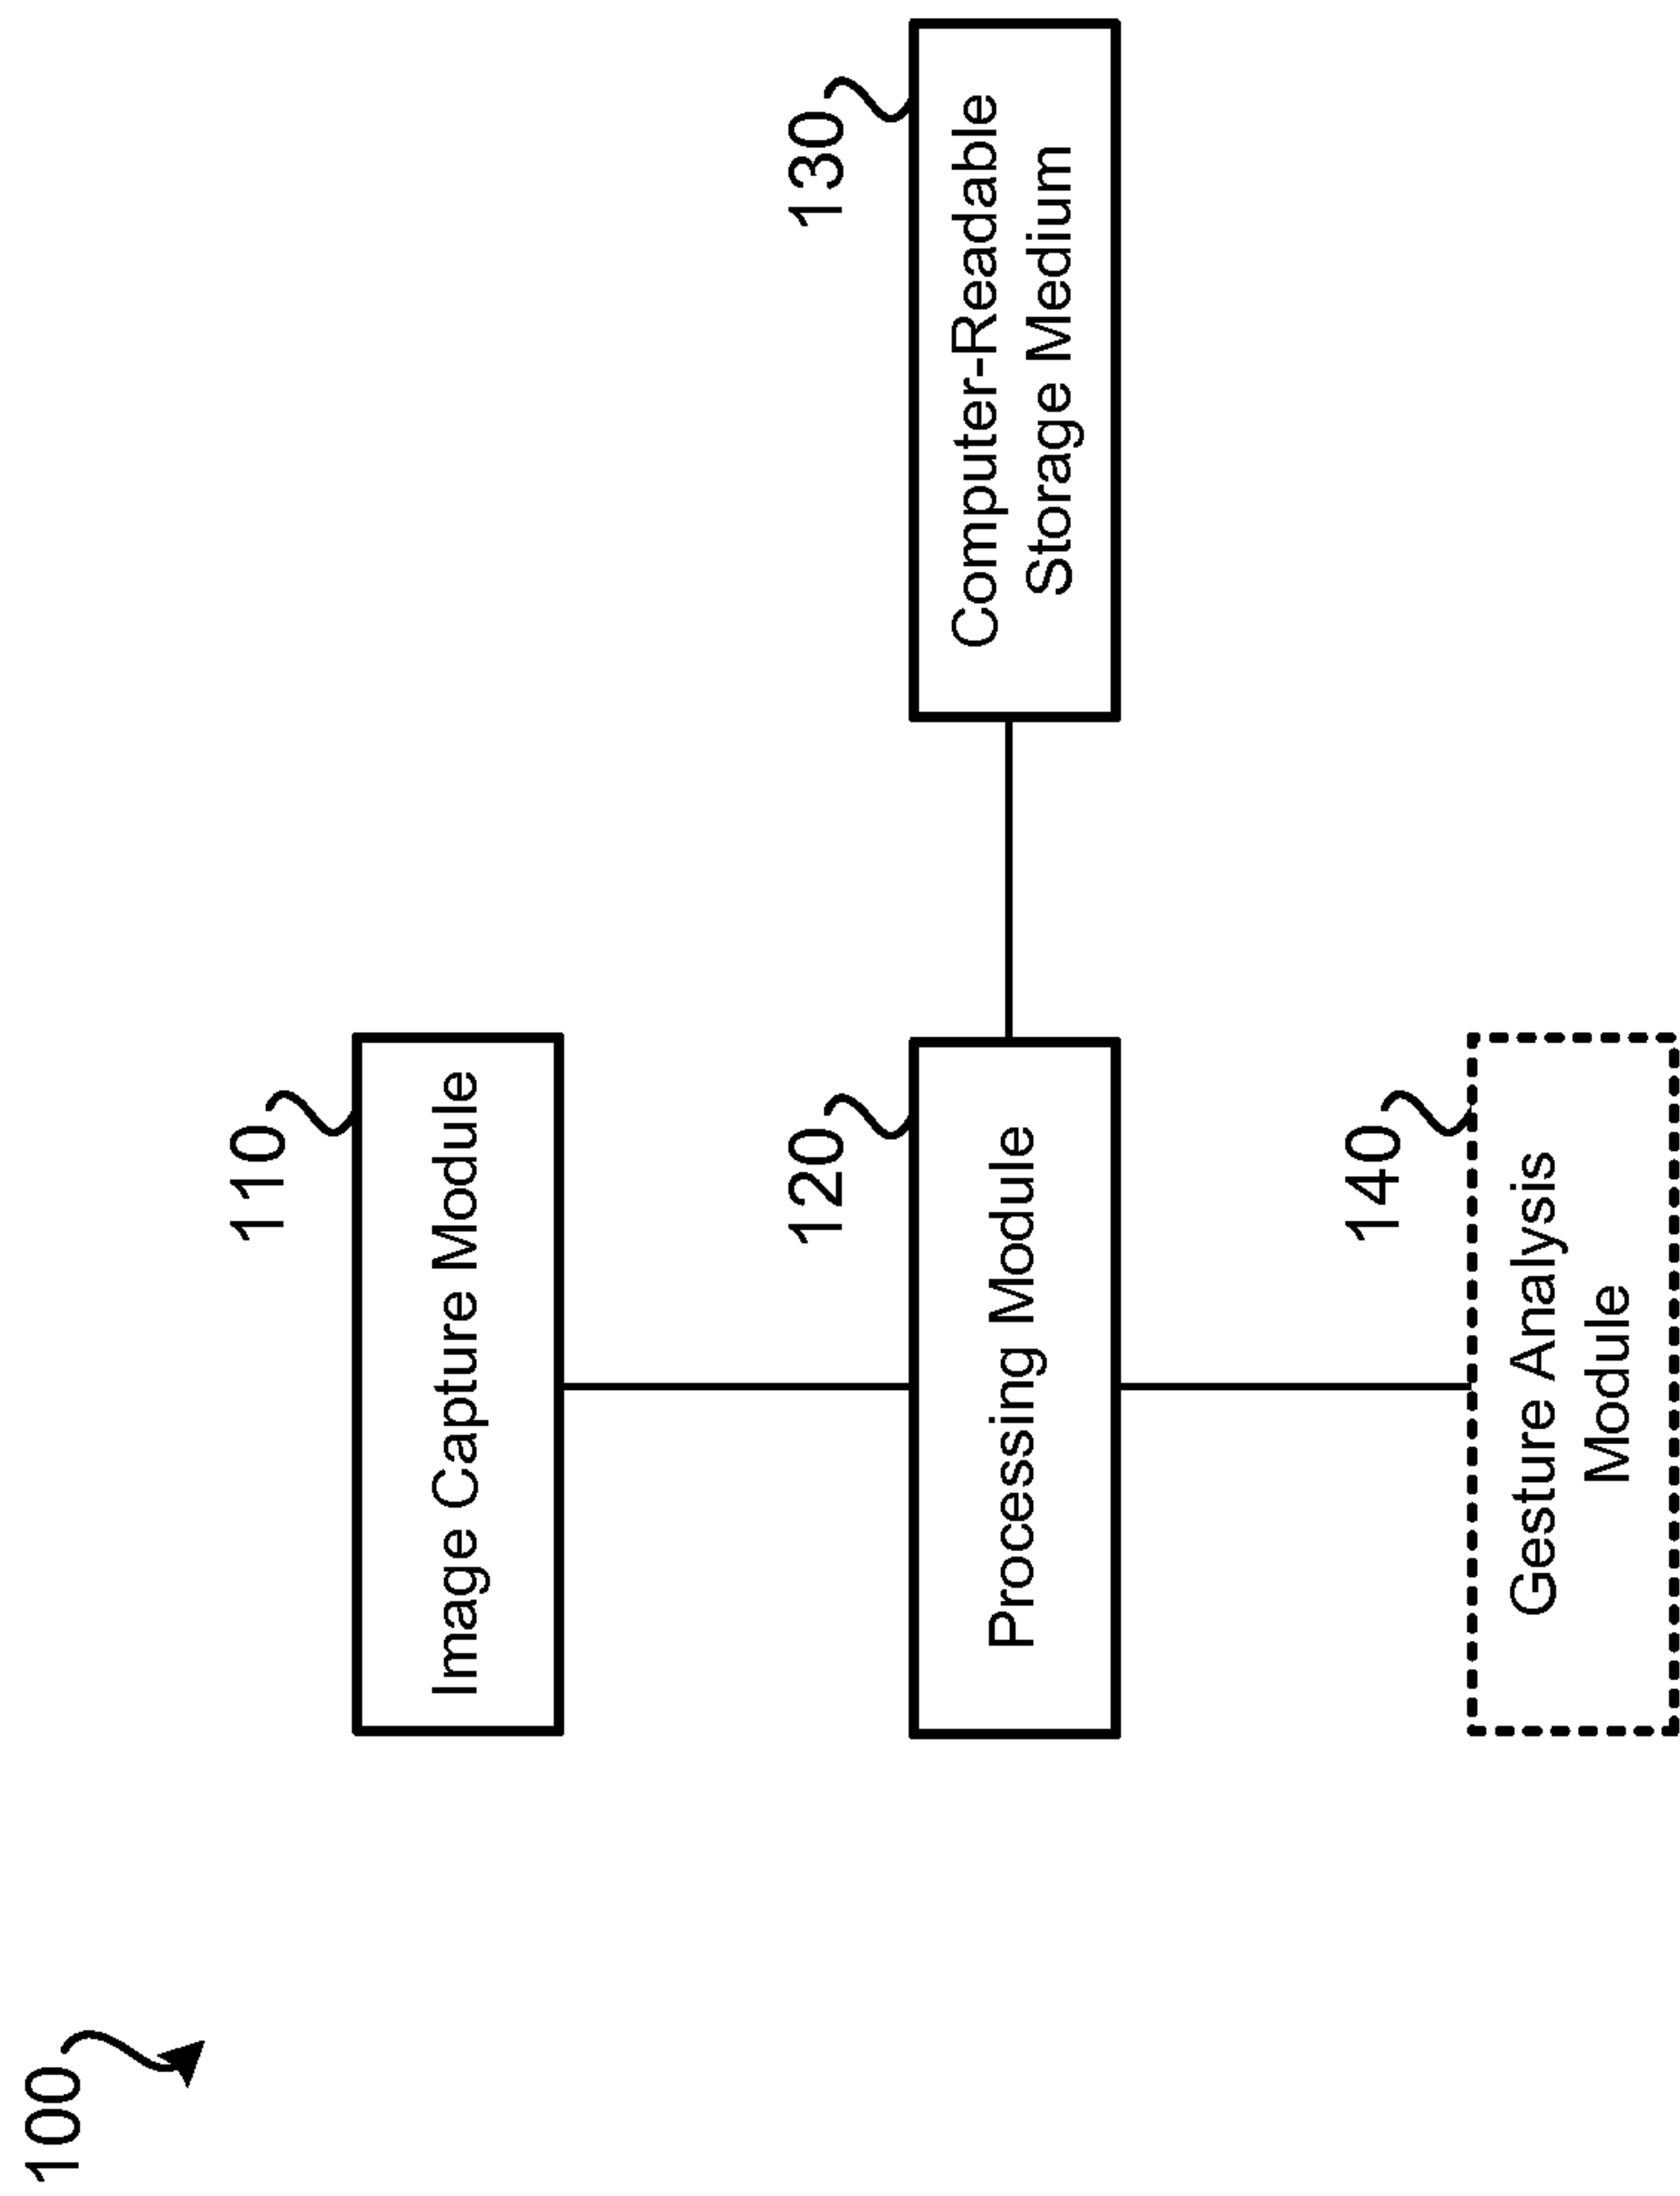 100
110
Image Capture Module
120
Processing Module
130
Computer-Readable
Storage Medium
140
Gesture Analysis
Module